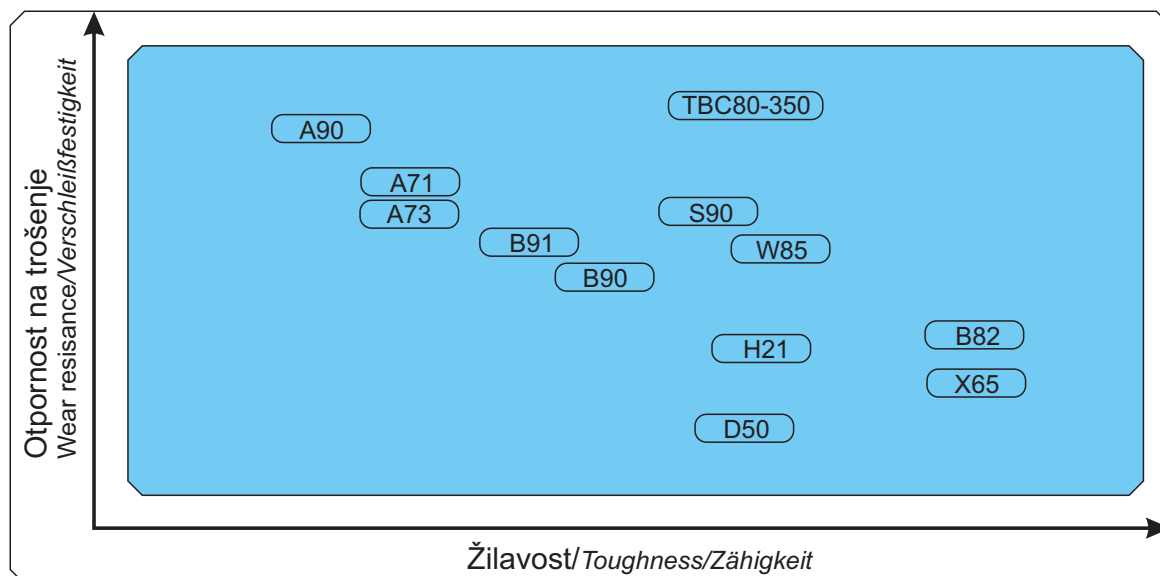 Otpornost na trošenje
Wear resisance/Verschleißfestigkeit
TBC80-350
A90
A71
A73
S90
B91
W85
B90
B82
H21
X65
D50
Žilavost/Toughness/Zähigkeit